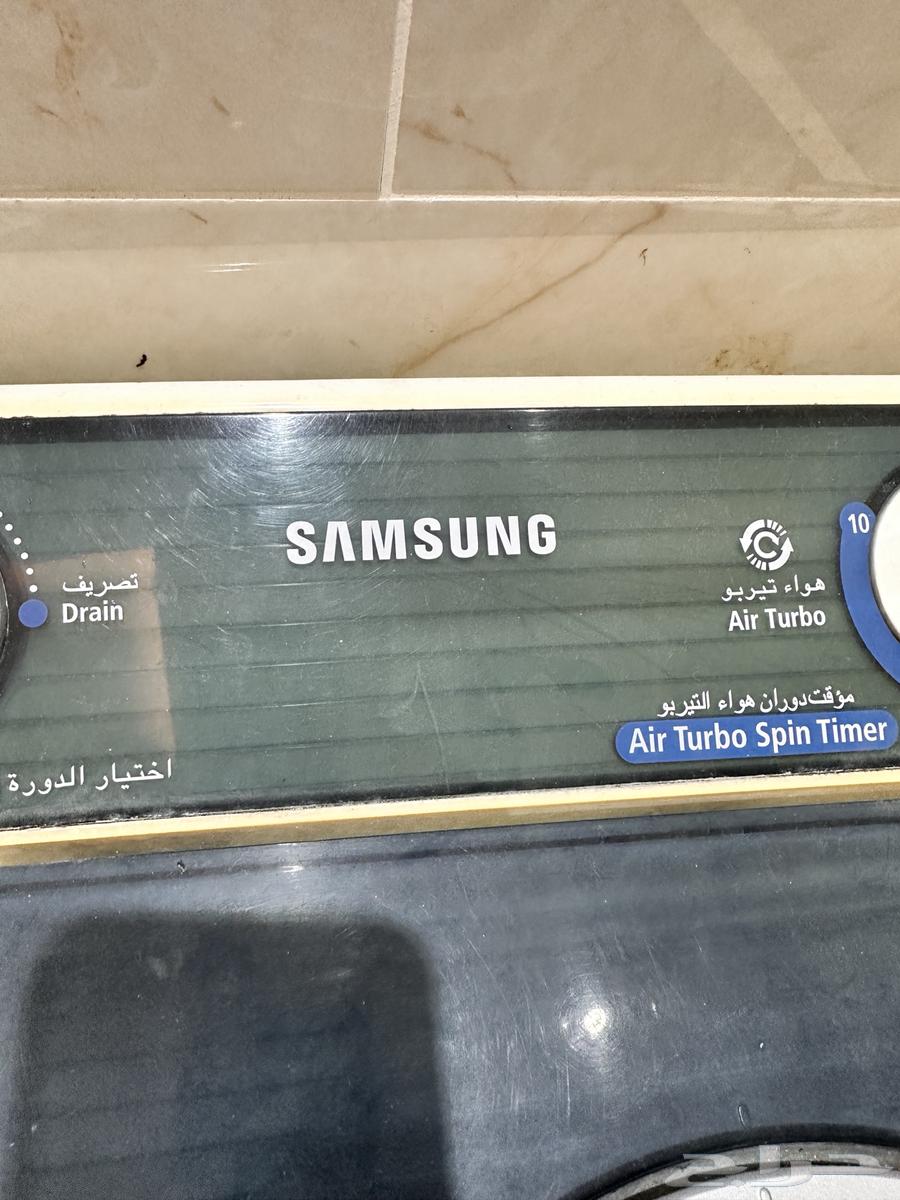 SAMSUNG
تصريف
Drain
اختيار الدورة
10
هواء تيربو
Air Turbo
مؤقت دوران هواء التيربو
Air Turbo Spin Timer
حراج